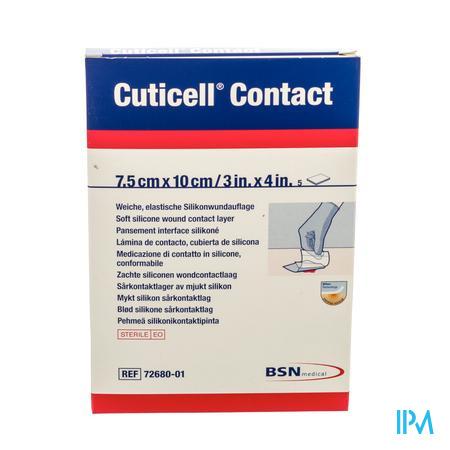 Cuticell® Contact
7.5 cm x 10 cm / 3 in. x 4 in. 5
Weiche, elastische Silikonwundauflage
Soft silicone wound contact layer
Pansement interface siliconé
Lámina de contacto, cubierta de silicona
Medicazione di contatto in silicone,
conformabile
Zachte siliconen wondcontactlaag
Sårkontaktlager av mjukt silikon
Mykt silikon sårkontaktlag
Blød silikone sårkontaktlag
Pehmeä silikonikontaktipinta
STERILE EO
REF 72680-01
BSN medical
IPM